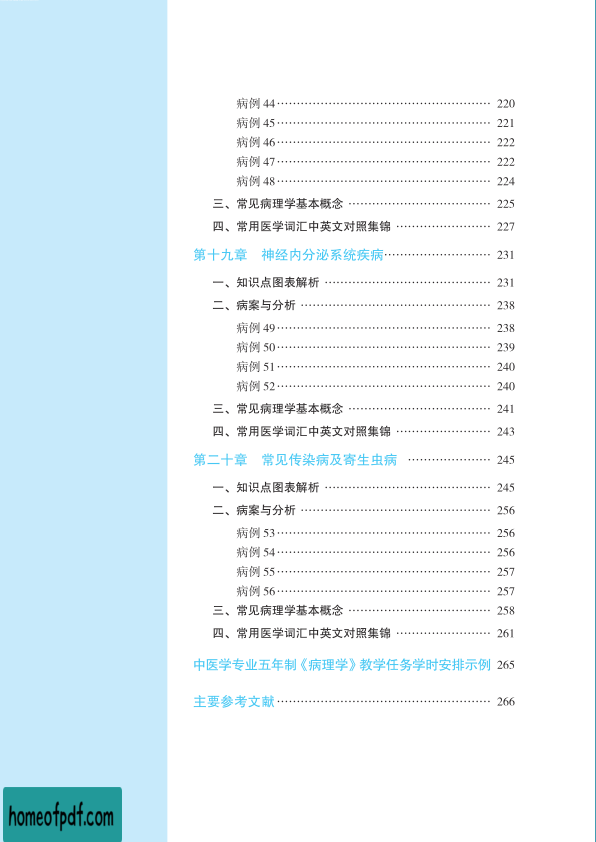 病例 44 ······ 220
病例 45 ······ 221
病例 46 ······ 222
病例 47 ······ 222
病例 48 ······ 224
三、常见病理学基本概念 ······ 225
四、常用医学词汇中英文对照集锦 ······ 227
第十九章　神经内分泌系统疾病 ······ 231
一、知识点图表解析 ······ 231
二、病案与分析 ······ 238
病例 49 ······ 238
病例 50 ······ 239
病例 51 ······ 240
病例 52 ······ 240
三、常见病理学基本概念 ······ 241
四、常用医学词汇中英文对照集锦 ······ 243
第二十章　常见传染病及寄生虫病 ······ 245
一、知识点图表解析 ······ 245
二、病案与分析 ······ 256
病例 53 ······ 256
病例 54 ······ 256
病例 55 ······ 257
病例 56 ······ 257
三、常见病理学基本概念 ······ 258
四、常用医学词汇中英文对照集锦 ······ 261
中医学专业五年制《病理学》教学任务学时安排示例 265
主要参考文献 ······ 266
homeofpdf.com